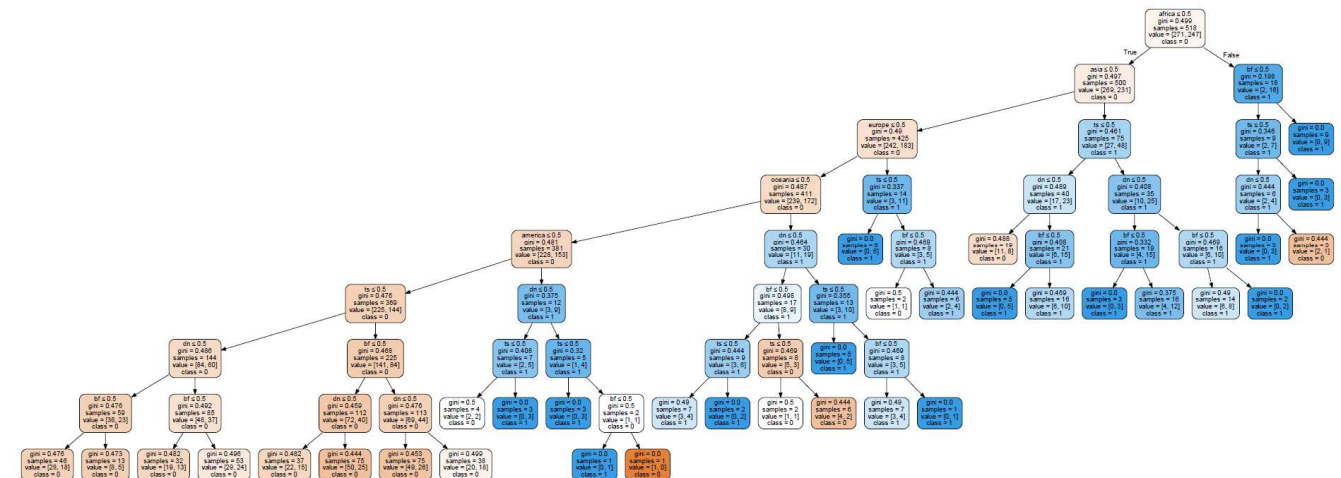 africa ≤ 0.5
gini = 0.499
samples = 518
value = [271, 247]
class = 0
True
False
asia ≤ 0.5
gini = 0.497
samples = 500
value = [269, 231]
class = 0
bf ≤ 0.5
gini = 0.198
samples = 18
value = [2, 16]
class = 1
europe ≤ 0.5
gini = 0.49
samples = 425
value = [242, 183]
class = 0
ts ≤ 0.5
gini = 0.461
samples = 75
value = [27, 48]
class = 1
ts ≤ 0.5
gini = 0.346
samples = 9
value = [2, 7]
class = 1
gini = 0.0
samples = 9
value = [0, 9]
class = 1
oceania ≤ 0.5
gini = 0.487
samples = 411
value = [239, 172]
class = 0
ts ≤ 0.5
gini = 0.337
samples = 14
value = [3, 11]
class = 1
dn ≤ 0.5
gini = 0.489
samples = 40
value = [17, 23]
class = 1
dn ≤ 0.5
gini = 0.408
samples = 35
value = [10, 25]
class = 1
dn ≤ 0.5
gini = 0.444
samples = 6
value = [2, 4]
class = 1
gini = 0.0
samples = 3
value = [0, 3]
class = 1
america ≤ 0.5
gini = 0.481
samples = 381
value = [228, 153]
class = 0
dn ≤ 0.5
gini = 0.464
samples = 30
value = [11, 19]
class = 1
gini = 0.0
samples = 6
value = [0, 6]
class = 1
bf ≤ 0.5
gini = 0.469
samples = 8
value = [3, 5]
class = 1
gini = 0.488
samples = 19
value = [11, 8]
class = 0
bf ≤ 0.5
gini = 0.408
samples = 21
value = [6, 15]
class = 1
bf ≤ 0.5
gini = 0.332
samples = 19
value = [4, 15]
class = 1
bf ≤ 0.5
gini = 0.469
samples = 16
value = [6, 10]
class = 1
gini = 0.0
samples = 3
value = [0, 3]
class = 1
gini = 0.444
samples = 3
value = [2, 1]
class = 0
ts ≤ 0.5
gini = 0.476
samples = 369
value = [225, 144]
class = 0
dn ≤ 0.5
gini = 0.375
samples = 12
value = [3, 9]
class = 1
bf ≤ 0.5
gini = 0.498
samples = 17
value = [8, 9]
class = 1
ts ≤ 0.5
gini = 0.355
samples = 13
value = [3, 10]
class = 1
gini = 0.5
samples = 2
value = [1, 1]
class = 0
gini = 0.444
samples = 6
value = [2, 4]
class = 1
gini = 0.0
samples = 5
value = [0, 5]
class = 1
gini = 0.469
samples = 16
value = [6, 10]
class = 1
gini = 0.0
samples = 3
value = [0, 3]
class = 1
gini = 0.375
samples = 16
value = [4, 12]
class = 1
gini = 0.49
samples = 14
value = [6, 8]
class = 1
gini = 0.0
samples = 2
value = [0, 2]
class = 1
dn ≤ 0.5
gini = 0.486
samples = 144
value = [84, 60]
class = 0
bf ≤ 0.5
gini = 0.468
samples = 225
value = [141, 84]
class = 0
ts ≤ 0.5
gini = 0.408
samples = 7
value = [2, 5]
class = 1
ts ≤ 0.5
gini = 0.32
samples = 5
value = [1, 4]
class = 1
ts ≤ 0.5
gini = 0.444
samples = 9
value = [3, 6]
class = 1
ts ≤ 0.5
gini = 0.469
samples = 8
value = [5, 3]
class = 0
gini = 0.0
samples = 5
value = [0, 5]
class = 1
bf ≤ 0.5
gini = 0.469
samples = 8
value = [3, 5]
class = 1
bf ≤ 0.5
gini = 0.476
samples = 59
value = [36, 23]
class = 0
bf ≤ 0.5
gini = 0.492
samples = 85
value = [48, 37]
class = 0
dn ≤ 0.5
gini = 0.459
samples = 112
value = [72, 40]
class = 0
dn ≤ 0.5
gini = 0.476
samples = 113
value = [69, 44]
class = 0
gini = 0.5
samples = 4
value = [2, 2]
class = 0
gini = 0.0
samples = 3
value = [0, 3]
class = 1
gini = 0.0
samples = 3
value = [0, 3]
class = 1
bf ≤ 0.5
gini = 0.5
samples = 2
value = [1, 1]
class = 0
gini = 0.49
samples = 7
value = [3, 4]
class = 1
gini = 0.0
samples = 2
value = [0, 2]
class = 1
gini = 0.5
samples = 2
value = [1, 1]
class = 0
gini = 0.444
samples = 6
value = [4, 2]
class = 0
gini = 0.49
samples = 7
value = [3, 4]
class = 1
gini = 0.0
samples = 1
value = [0, 1]
class = 1
gini = 0.476
samples = 46
value = [28, 18]
class = 0
gini = 0.473
samples = 13
value = [8, 5]
class = 0
gini = 0.482
samples = 32
value = [19, 13]
class = 0
gini = 0.496
samples = 53
value = [29, 24]
class = 0
gini = 0.482
samples = 37
value = [22, 15]
class = 0
gini = 0.444
samples = 75
value = [50, 25]
class = 0
gini = 0.453
samples = 75
value = [49, 26]
class = 0
gini = 0.499
samples = 38
value = [20, 18]
class = 0
gini = 0.0
samples = 1
value = [0, 1]
class = 1
gini = 0.0
samples = 1
value = [1, 0]
class = 0